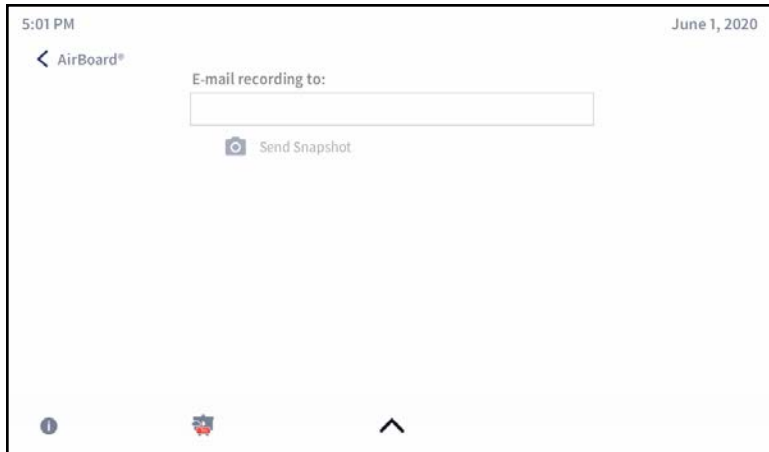 5:01 PM
June 1, 2020
AirBoard®
E-mail recording to:
Send Snapshot